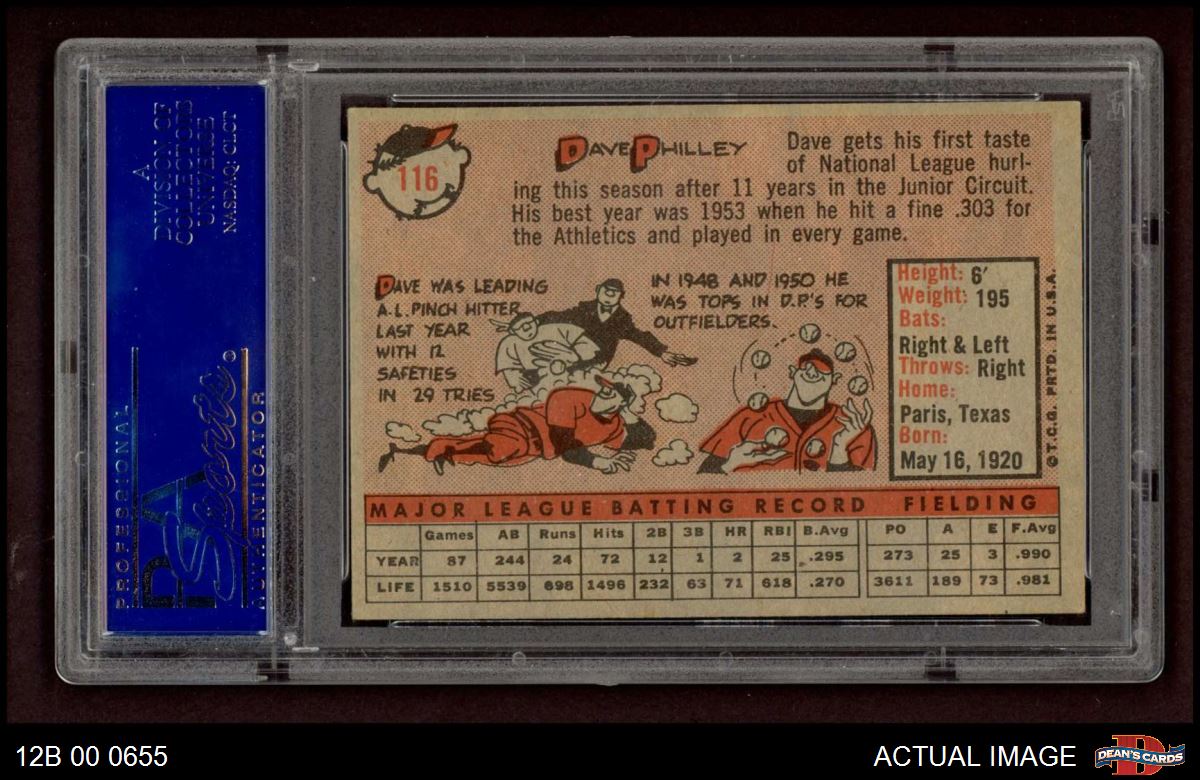 A
DIVISION OF
COLLECTORS
UNIVERSE
NASDAQ: CLCT
PROFESSIONAL
PSA
Sports
AUTHENTICATOR
116
DAVE PHILLEY
Dave gets his first taste
of National League hurl-
ing this season after 11 years in the Junior Circuit.
His best year was 1953 when he hit a fine .303 for
the Athletics and played in every game.
DAVE WAS LEADING
A.L. PINCH HITTER
LAST YEAR
WITH 12
SAFETIES
IN 29 TRIES
IN 1948 AND 1950 HE
WAS TOPS IN D.P.'S FOR
OUTFIELDERS.
Height: 6'
Weight: 195
Bats:
Right & Left
Throws: Right
Home:
Paris, Texas
Born:
May 16, 1920
© T.C.G. PRTD. IN U.S.A.
MAJOR LEAGUE BATTING RECORD FIELDING
Games AB Runs Hits 2B 3B HR RBI B.Avg PO A E F.Avg
YEAR 87 244 24 72 12 1 2 25 .295 273 25 3 .990
LIFE 1510 5539 698 1496 232 63 71 618 .270 3611 189 73 .981
12B 00 0655
ACTUAL IMAGE
D
DEAN'S CARDS